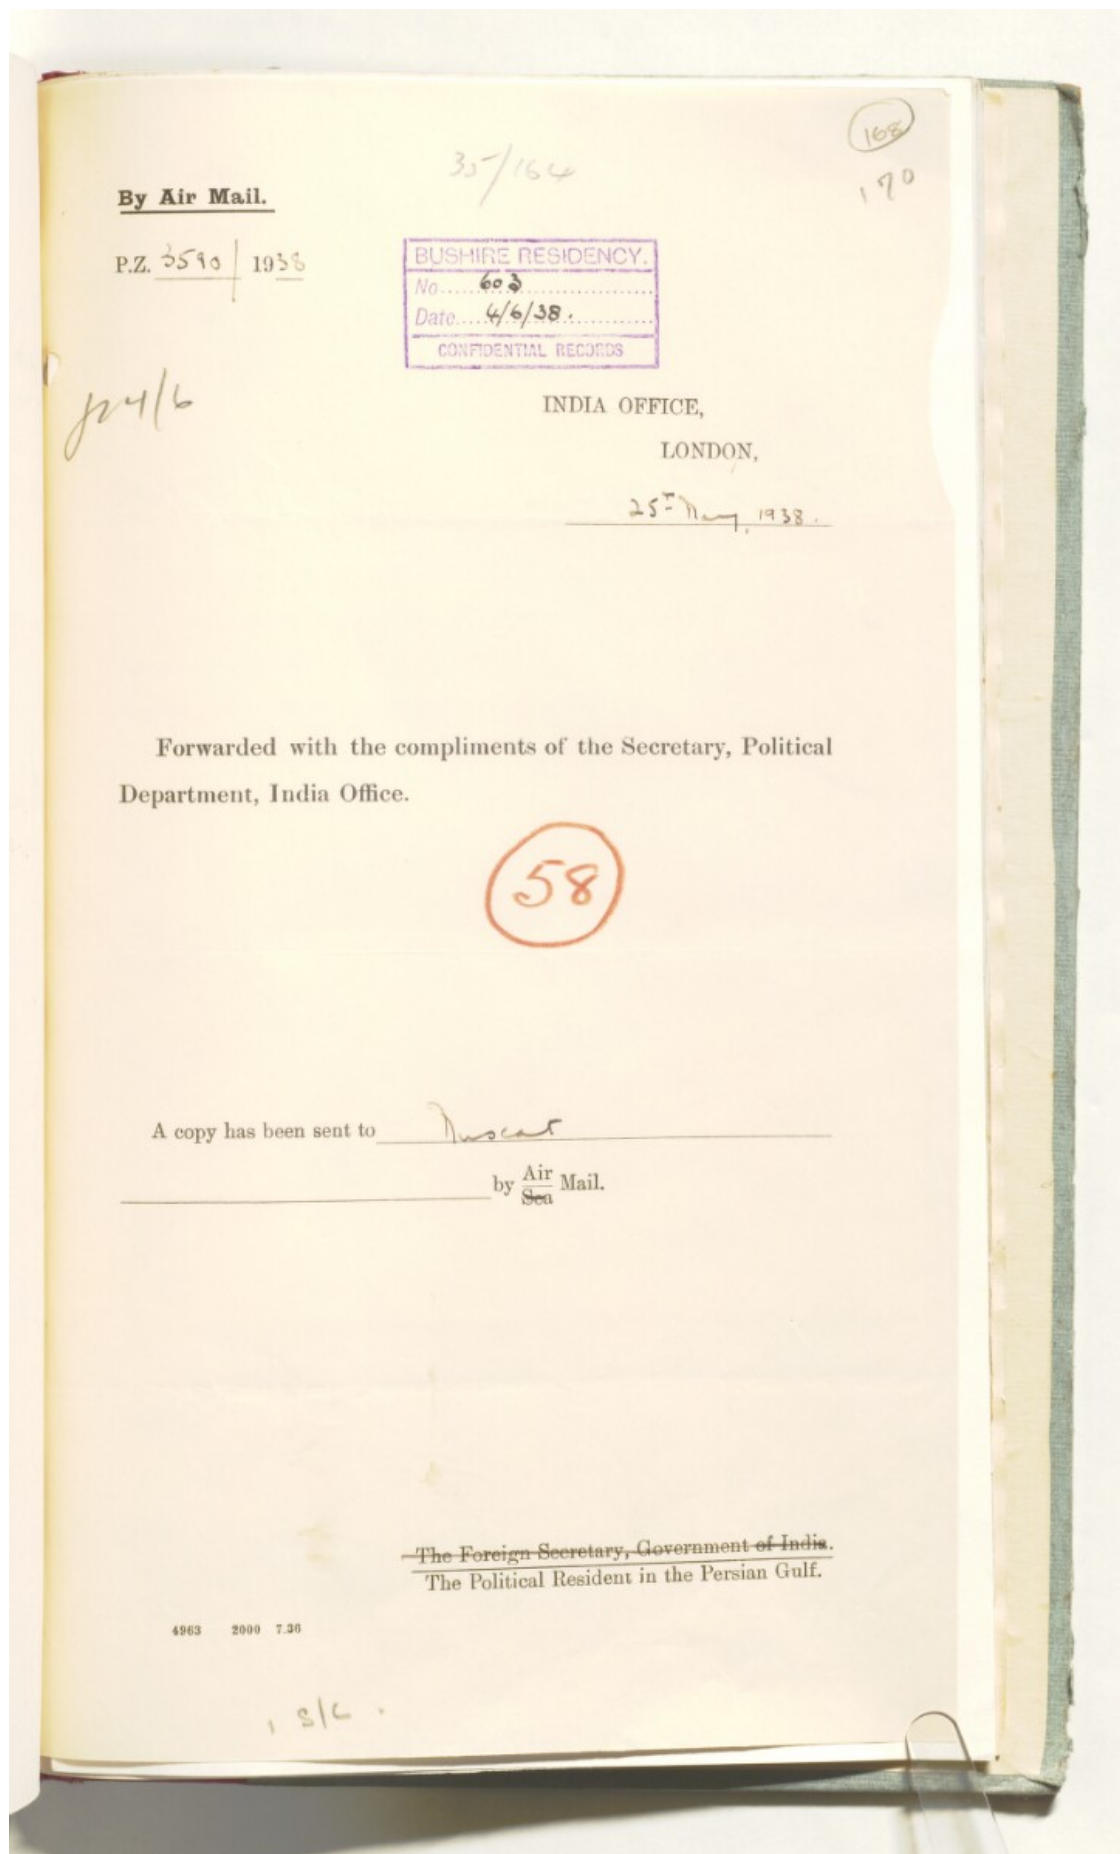 168
35/164
170
By Air Mail.
P.Z. 3590/1938
BUSHIRE RESIDENCY.
No. 603
Date 4/6/38.
CONFIDENTIAL RECORDS
4/6
INDIA OFFICE,
LONDON,
25th May, 1938.
Forwarded with the compliments of the Secretary, Political
Department, India Office.
58
A copy has been sent to Muscat
by Air Mail.
Sea
The Foreign Secretary, Government of India.
The Political Resident in the Persian Gulf.
4963 2000 7.36